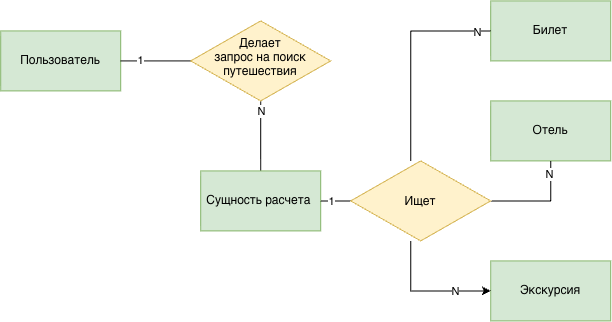 Билет
N
Делает
запрос на поиск
путешествия
Пользователь
1
N
Отель
N
Сущность расчета
1
Ищет
N
Экскурсия